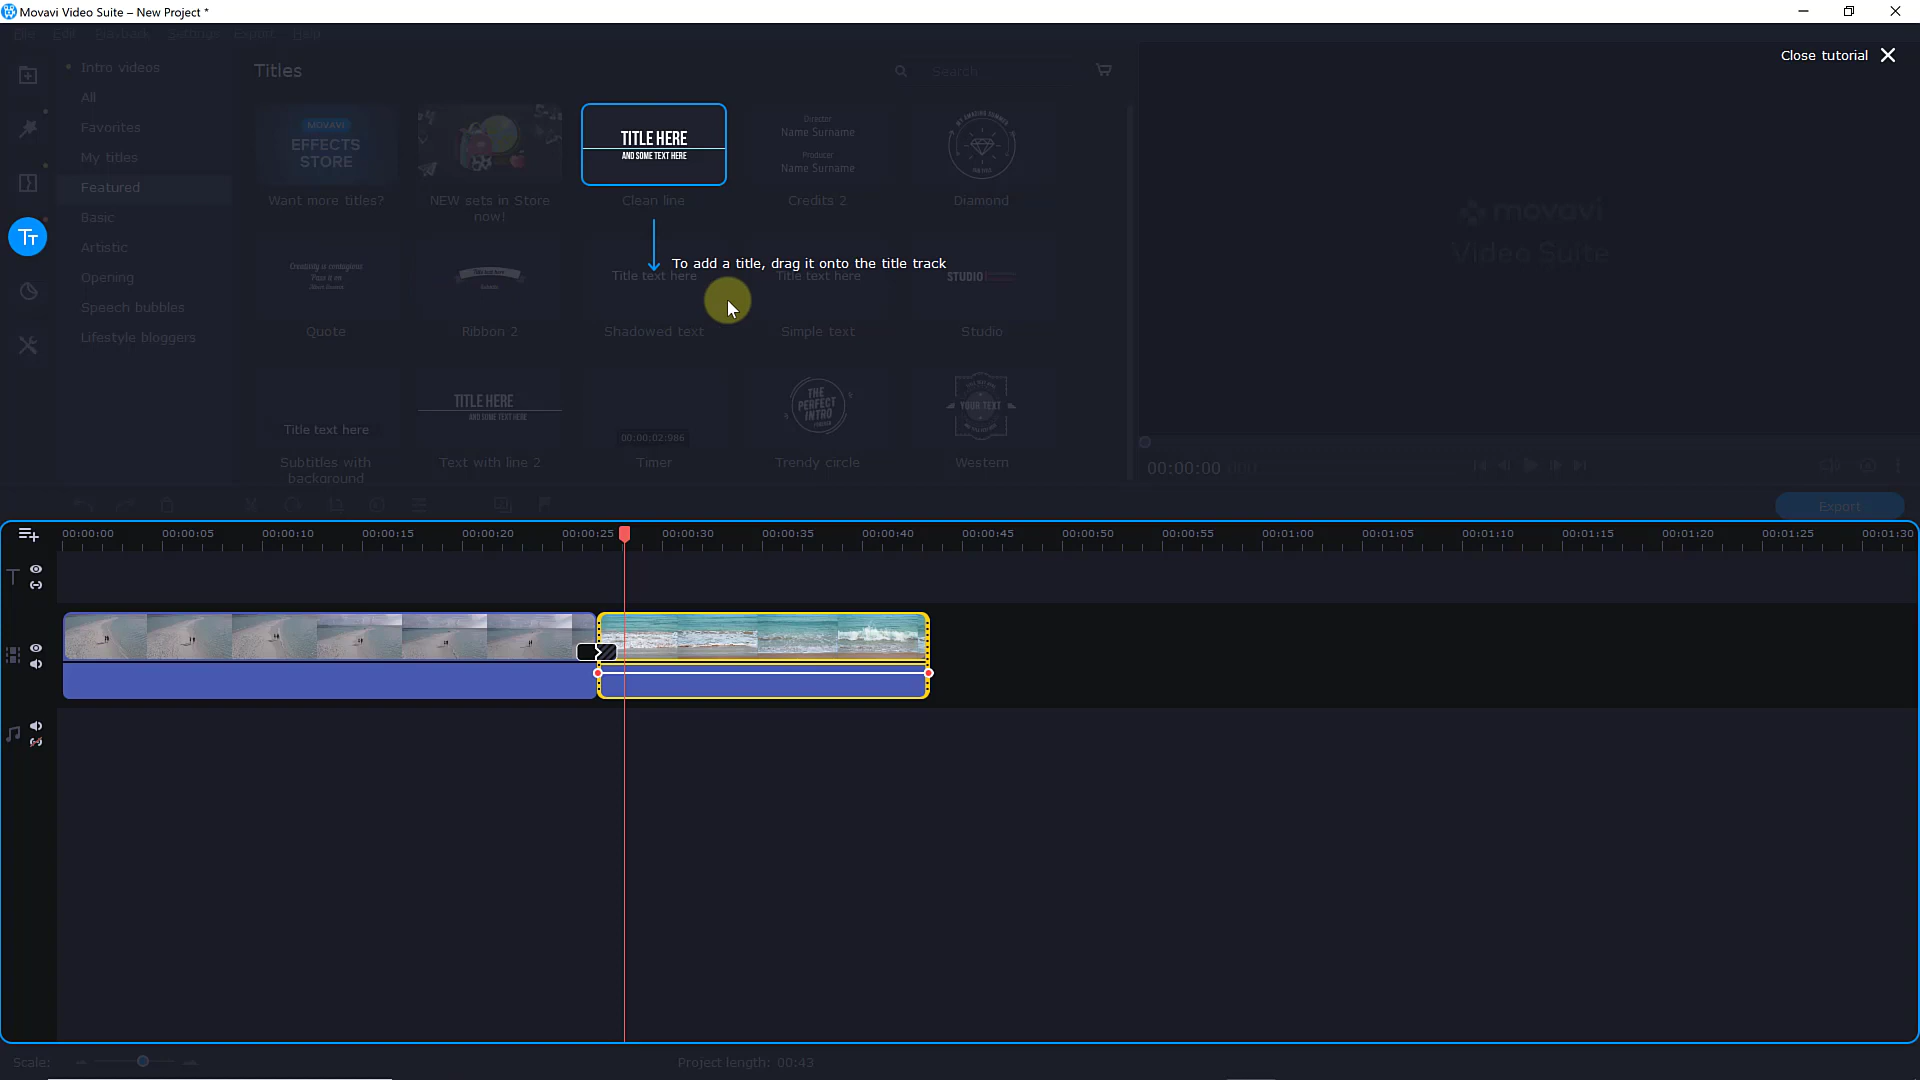 Movavi Video Suite – New Project *
File Edit Playback Settings Export Help
Close tutorial
Intro videos
All
Favorites
My titles
Featured
Basic
Artistic
Opening
Speech bubbles
Lifestyle bloggers
Titles
Search
MOVAVI
EFFECTS
STORE
Want more titles?
NEW sets in Store
now!
TITLE HERE
AND SOME TEXT HERE
Clean line
Director
Name Surname
Producer
Name Surname
Credits 2
Diamond
To add a title, drag it onto the title track
Quote
Ribbon 2
Title text here
Shadowed text
Title text here
Simple text
STUDIO
Studio
Title text here
Subtitles with
background
TITLE HERE
AND SOME TEXT HERE
Text with line 2
00:00:02:986
Timer
THE
PERFECT
INTRO
Trendy circle
YOUR TEXT
Western
movavi
Video Suite
00:00:00.000
Export
00:00:00 00:00:05 00:00:10 00:00:15 00:00:20 00:00:25 00:00:30 00:00:35 00:00:40 00:00:45 00:00:50 00:00:55 00:01:00 00:01:05 00:01:10 00:01:15 00:01:20 00:01:25 00:01:30
Scale:
Project length: 00:43